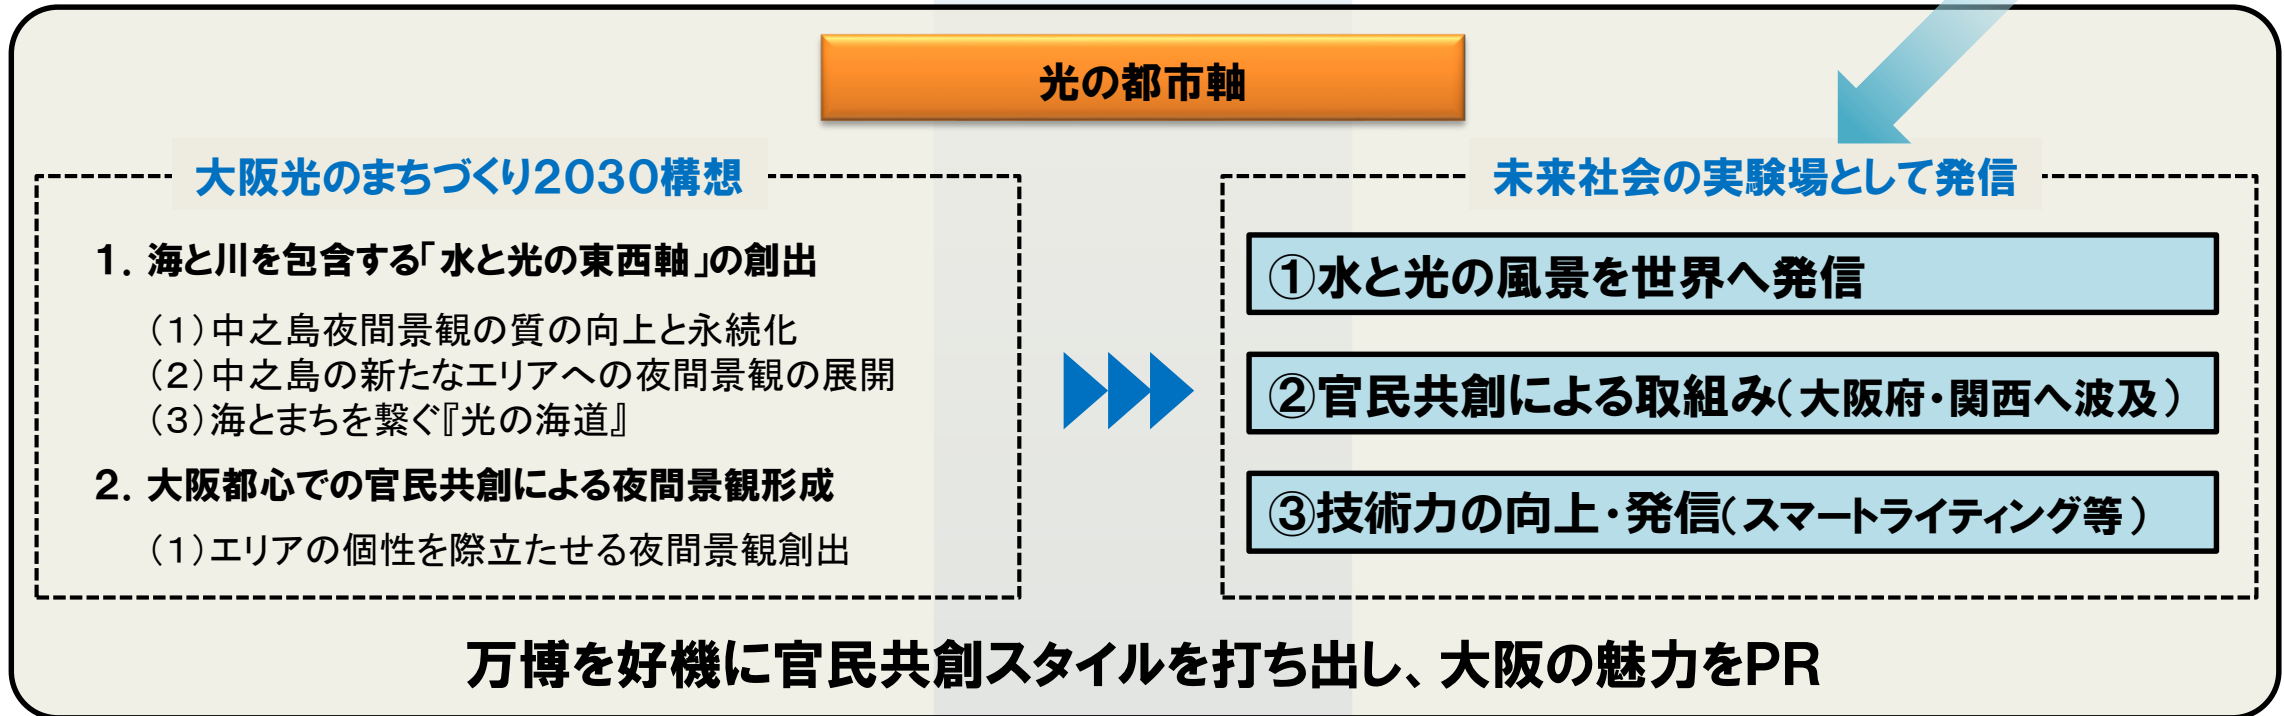 光の都市軸
大阪光のまちづくり2030構想
1. 海と川を包含する「水と光の東西軸」の創出
(1)中之島夜間景観の質の向上と永続化
(2)中之島の新たなエリアへの夜間景観の展開
(3)海とまちを繋ぐ『光の海道』
2. 大阪都心での官民共創による夜間景観形成
(1)エリアの個性を際立たせる夜間景観創出
未来社会の実験場として発信
①水と光の風景を世界へ発信
②官民共創による取組み(大阪府・関西へ波及)
③技術力の向上・発信(スマートライティング等)
万博を好機に官民共創スタイルを打ち出し、大阪の魅力をPR